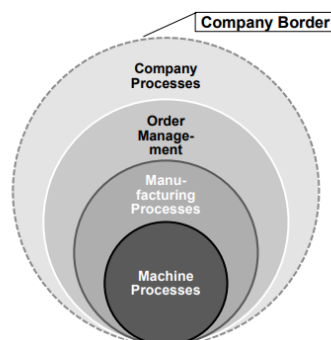 Company Border
Company
Processes
Order
Manage-
ment
Manu-
facturing
Processes
Machine
Processes